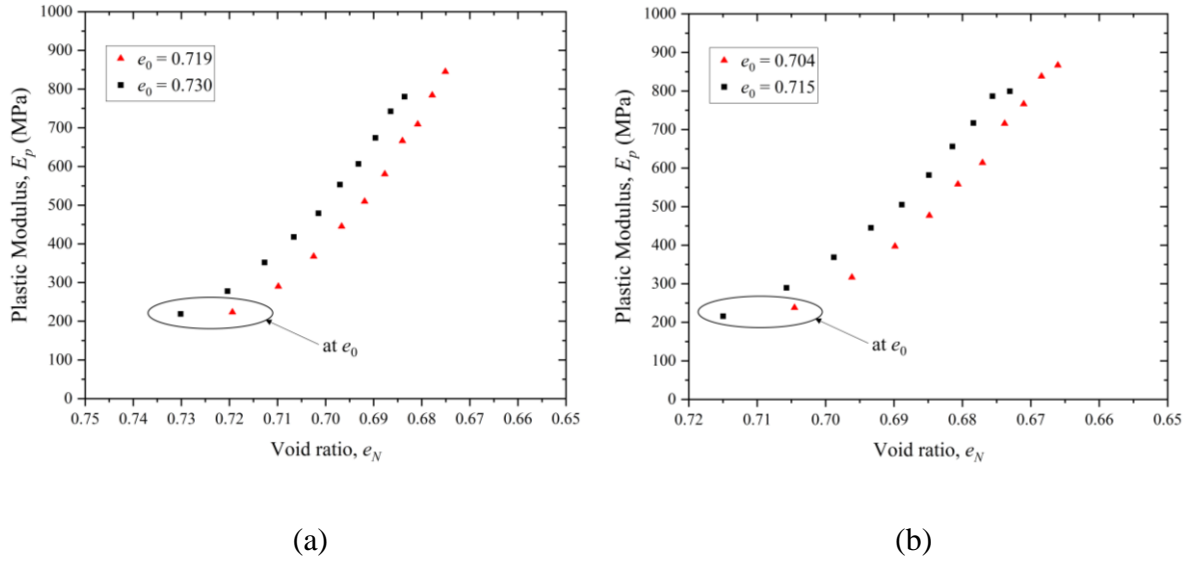 1000
900
800
700
600
500
400
300
200
100
0
Plastic Modulus, Ep (MPa)
e0 = 0.719
e0 = 0.730
at e0
0.75 0.74 0.73 0.72 0.71 0.70 0.69 0.68 0.67 0.66 0.65
Void ratio, eN
(a)
1000
900
800
700
600
500
400
300
200
100
0
Plastic Modulus, Ep (MPa)
e0 = 0.704
e0 = 0.715
at e0
0.72 0.71 0.70 0.69 0.68 0.67 0.66 0.65
Void ratio, eN
(b)